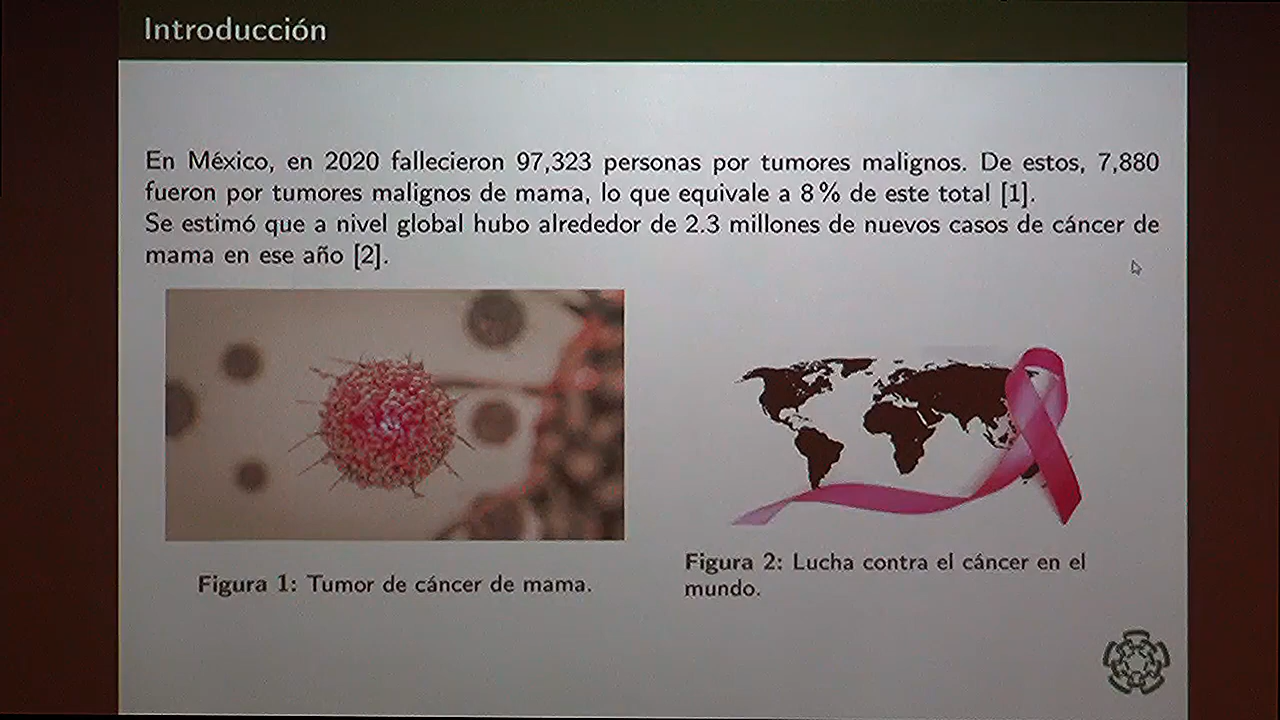 Introducción
En México, en 2020 fallecieron 97,323 personas por tumores malignos. De estos, 7,880
fueron por tumores malignos de mama, lo que equivale a 8 % de este total [1].
Se estimó que a nivel global hubo alrededor de 2.3 millones de nuevos casos de cáncer de
mama en ese año [2].
Figura 1: Tumor de cáncer de mama.
Figura 2: Lucha contra el cáncer en el
mundo.